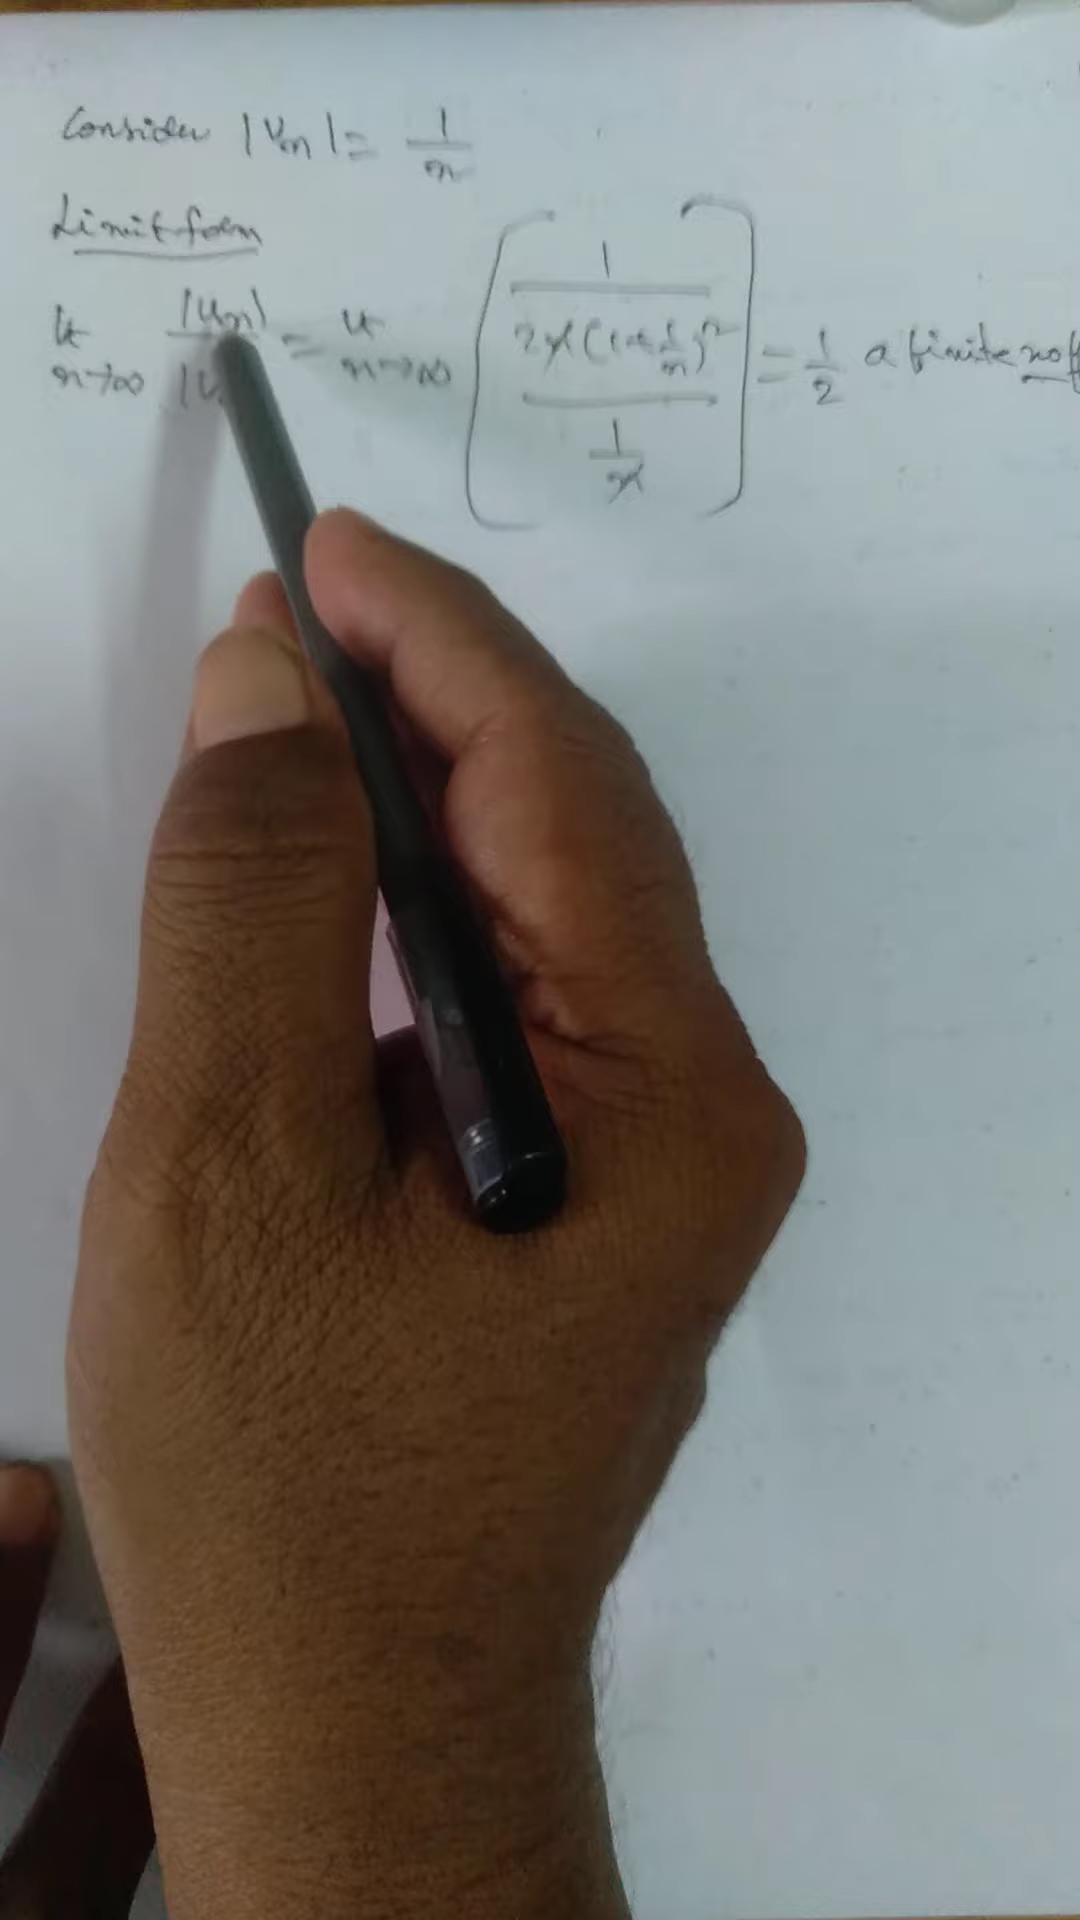 Consider |Vn| = 1/n
Limit form
lt n→∞ |Un| / |V = lt n→∞ [ 1 / 2n(1+1/n)² / 1/n ] = 1/2 a finite no